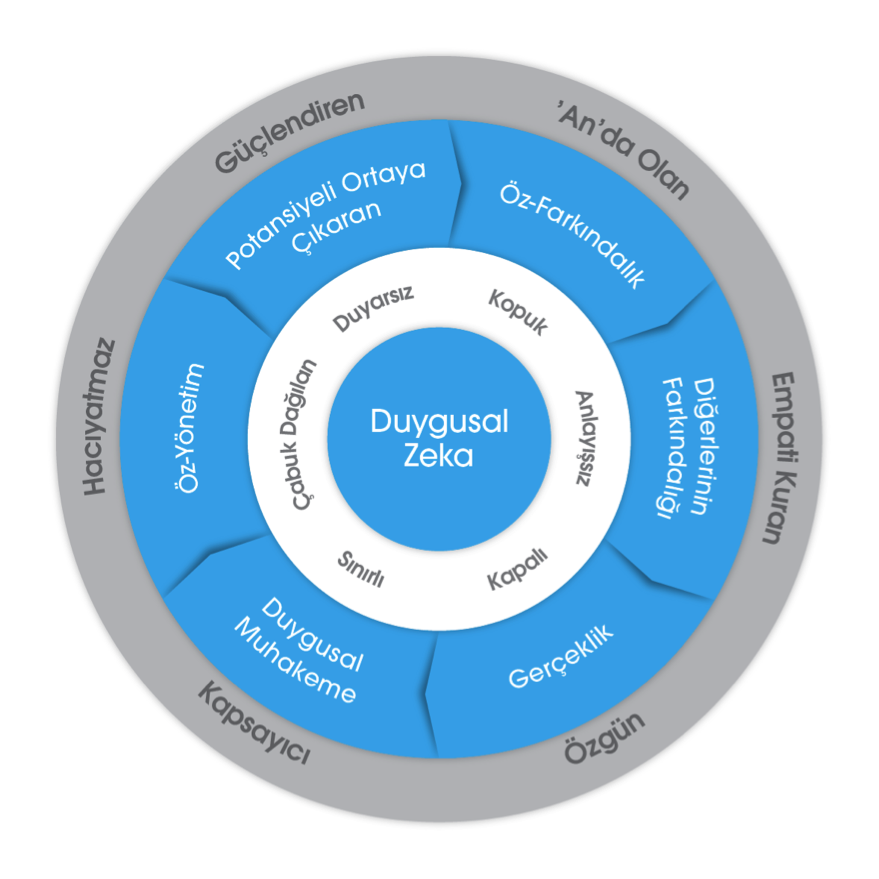 Duygusal
Zeka
'An'da Olan
Empati Kuran
Özgün
Kapsayıcı
Hacıyatmaz
Güçlendiren
Öz-Farkındalık
Diğerlerinin
Farkındalığı
Gerçeklik
Duygusal
Muhakeme
Öz-Yönetim
Potansiyeli Ortaya
Çıkaran
Kopuk
Anlayışsız
Kapalı
Sınırlı
Çabuk Dağılan
Duyarsız